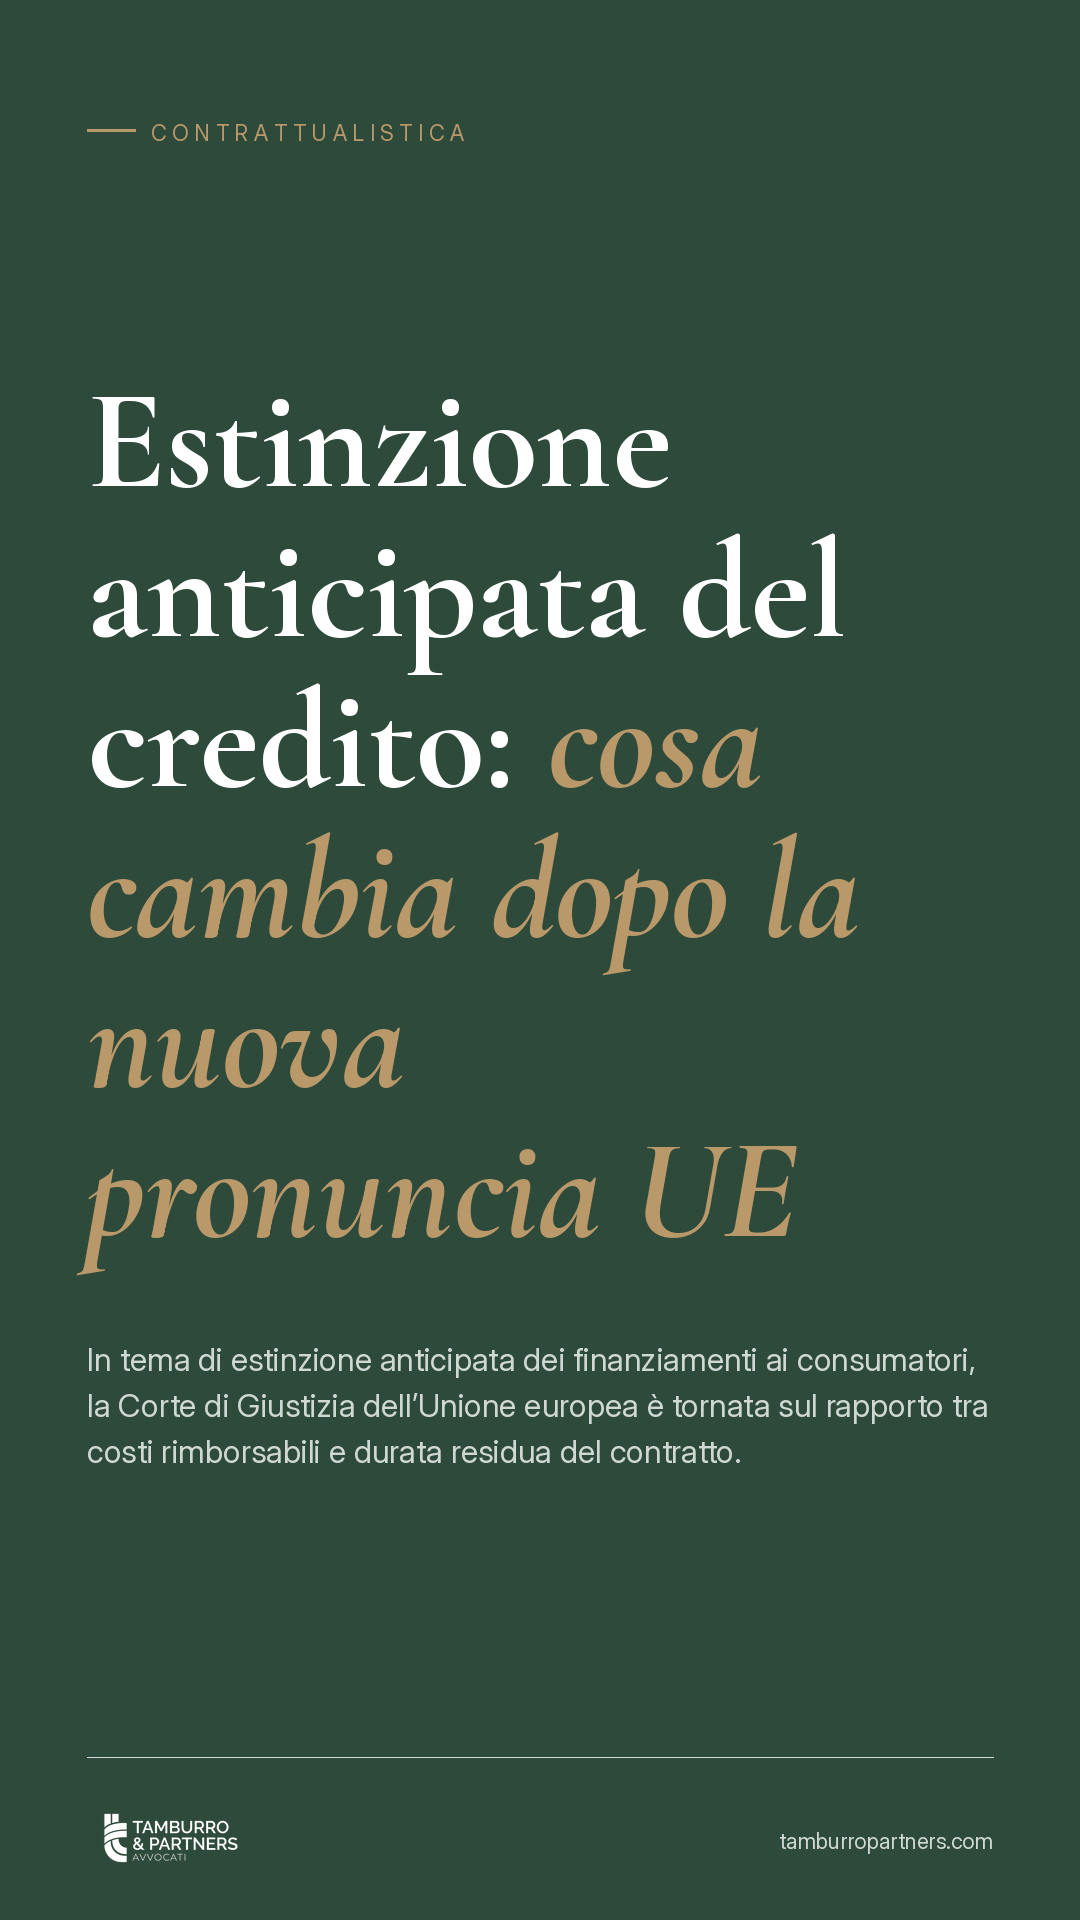 CONTRATTUALISTICA
Estinzione
anticipata del
credito: cosa
cambia dopo la
nuova
pronuncia UE
In tema di estinzione anticipata dei finanziamenti ai consumatori,
la Corte di Giustizia dell’Unione europea è tornata sul rapporto tra
costi rimborsabili e durata residua del contratto.
TAMBURRO
& PARTNERS
AVVOCATI
tamburropartners.com